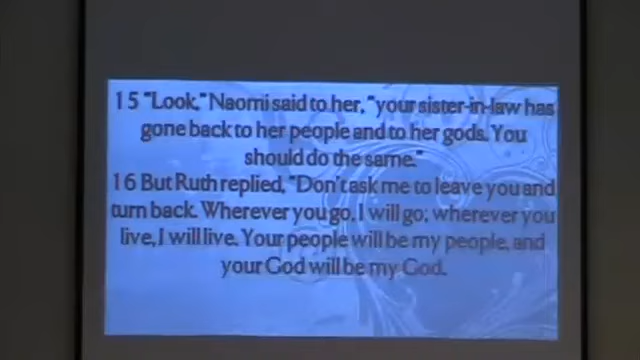 15 "Look," Naomi said to her, "your sister-in-law has
gone back to her people and to her gods. You
should do the same."
16 But Ruth replied, "Don't ask me to leave you and
turn back. Wherever you go, I will go; wherever you
live, I will live. Your people will be my people, and
your God will be my God.